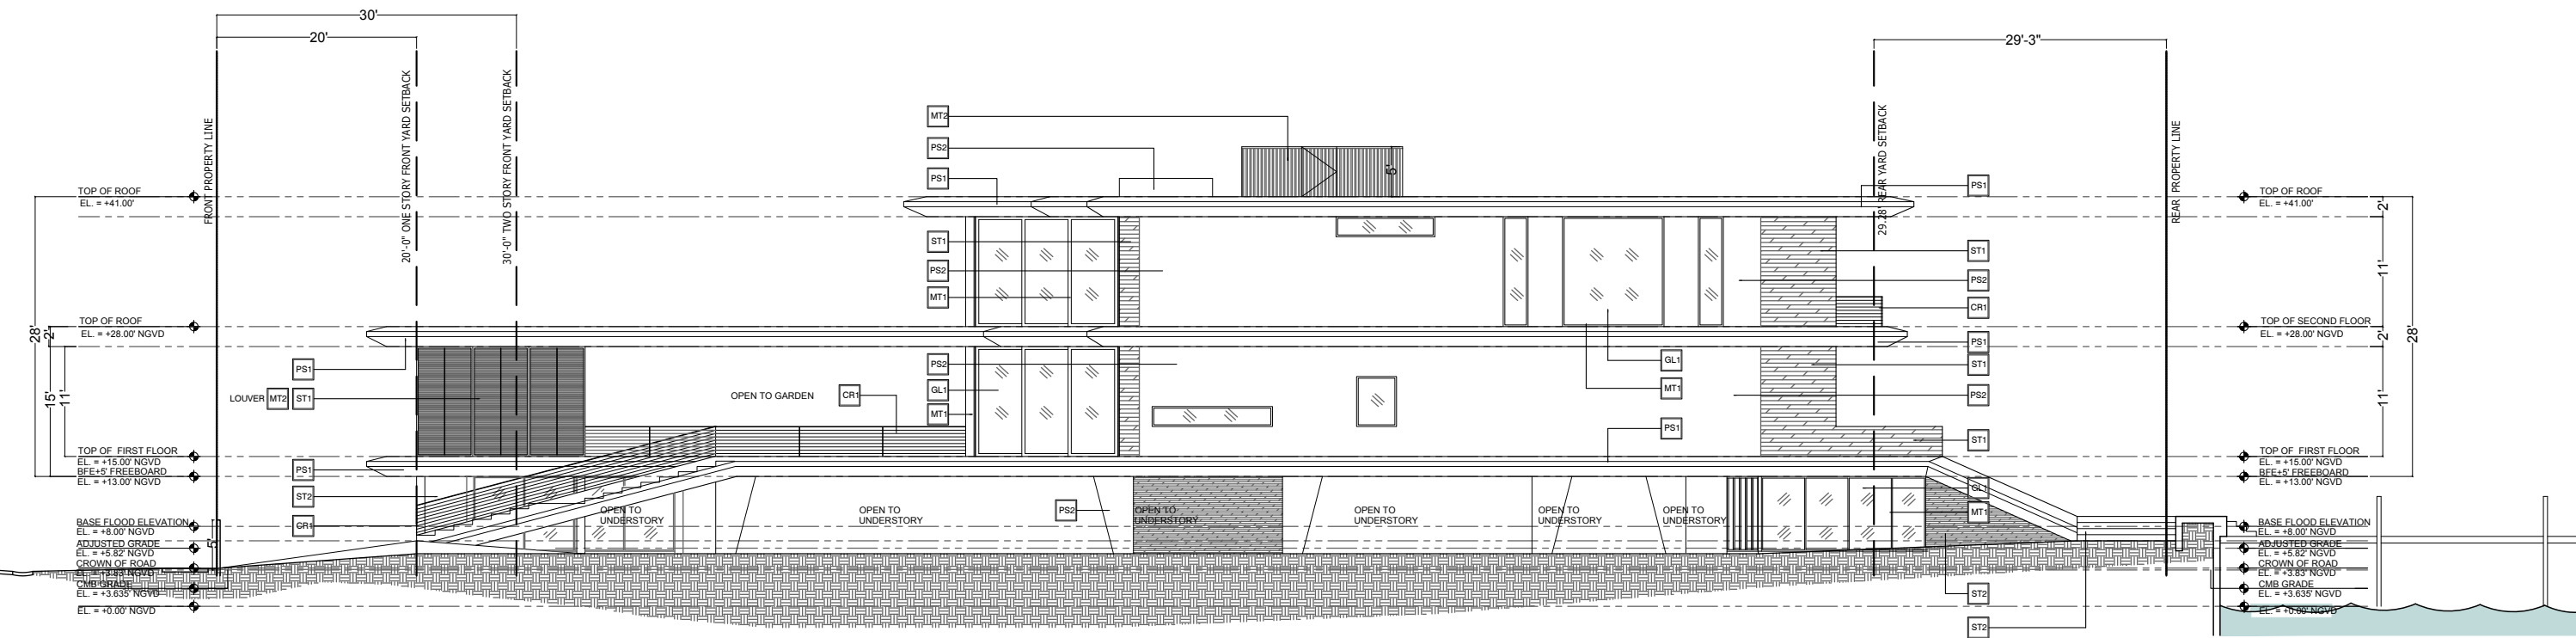 30'
20'
29'-3"
FRONT PROPERTY LINE
20'-0" ONE STORY FRONT YARD SETBACK
30'-0" TWO STORY FRONT YARD SETBACK
29.28' REAR YARD SETBACK
REAR PROPERTY LINE
TOP OF ROOF
EL. = +41.00'
TOP OF ROOF
EL. = +28.00' NGVD
TOP OF FIRST FLOOR
EL. = +15.00' NGVD
BFE+5' FREEBOARD
EL. = +13.00' NGVD
BASE FLOOD ELEVATION
EL. = +8.00' NGVD
ADJUSTED GRADE
EL. = +5.82' NGVD
CROWN OF ROAD
EL. = +3.83' NGVD
CMB GRADE
EL. = +3.635' NGVD
EL. = +0.00' NGVD
28'
15'
2'
11'
5'
PS1
LOUVER MT2 ST1
PS1
ST2
CR1
MT2
PS2
PS1
5'
ST1
PS2
MT1
PS2
GL1
MT1
OPEN TO GARDEN
CR1
OPEN TO
UNDERSTORY
OPEN TO
UNDERSTORY
PS2
OPEN TO
UNDERSTORY
OPEN TO
UNDERSTORY
OPEN TO
UNDERSTORY
OPEN TO
UNDERSTORY
GL1
MT1
PS1
PS1
ST1
PS2
CR1
PS1
ST1
PS2
ST1
GL1
MT1
ST2
ST2
TOP OF ROOF
EL. = +41.00'
TOP OF SECOND FLOOR
EL. = +28.00' NGVD
TOP OF FIRST FLOOR
EL. = +15.00' NGVD
BFE+5' FREEBOARD
EL. = +13.00' NGVD
BASE FLOOD ELEVATION
EL. = +8.00' NGVD
ADJUSTED GRADE
EL. = +5.82' NGVD
CROWN OF ROAD
EL. = +3.83' NGVD
CMB GRADE
EL. = +3.635' NGVD
EL. = +0.00' NGVD
2'
11'
2'
11'
28'